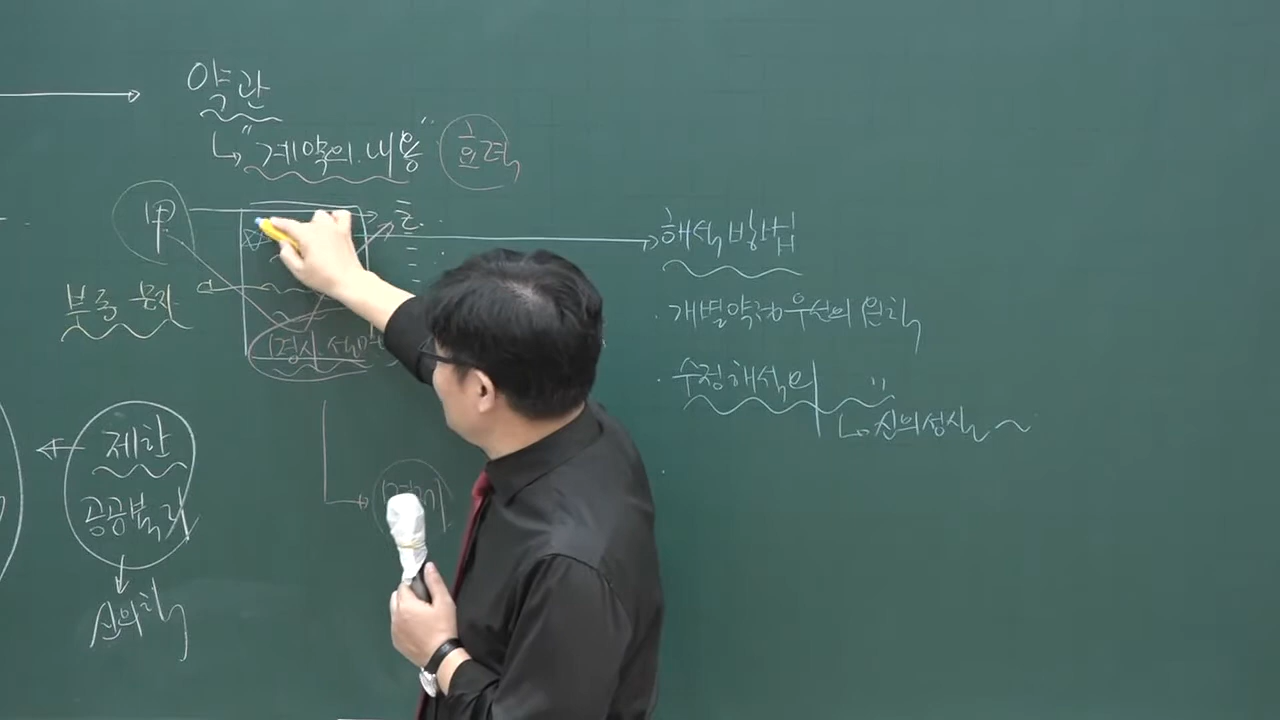 약관
"계약의 내용" 효력
甲
부동 문자
해석방법
개별약정우선의 원칙
수정해석의
신의성실
제한
공공복리
신의칙